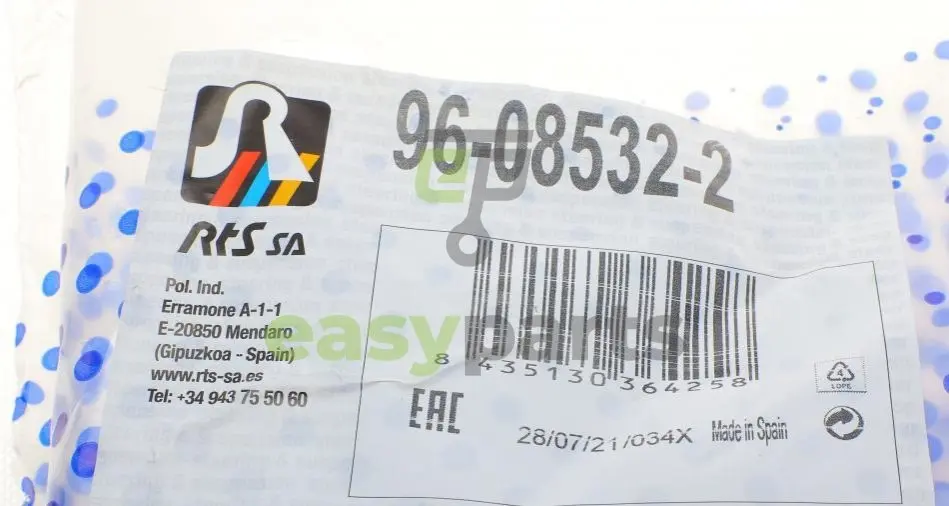 96-08532-2
RTS SA
Pol. Ind.
Erramone A-1-1
E-20850 Mendaro
(Gipuzkoa - Spain)
www.rts-sa.es
Tel: +34 943 75 50 60
easyparts
8 435130 364258
4
LDPE
EAC
28/07/21/034X Made in Spain